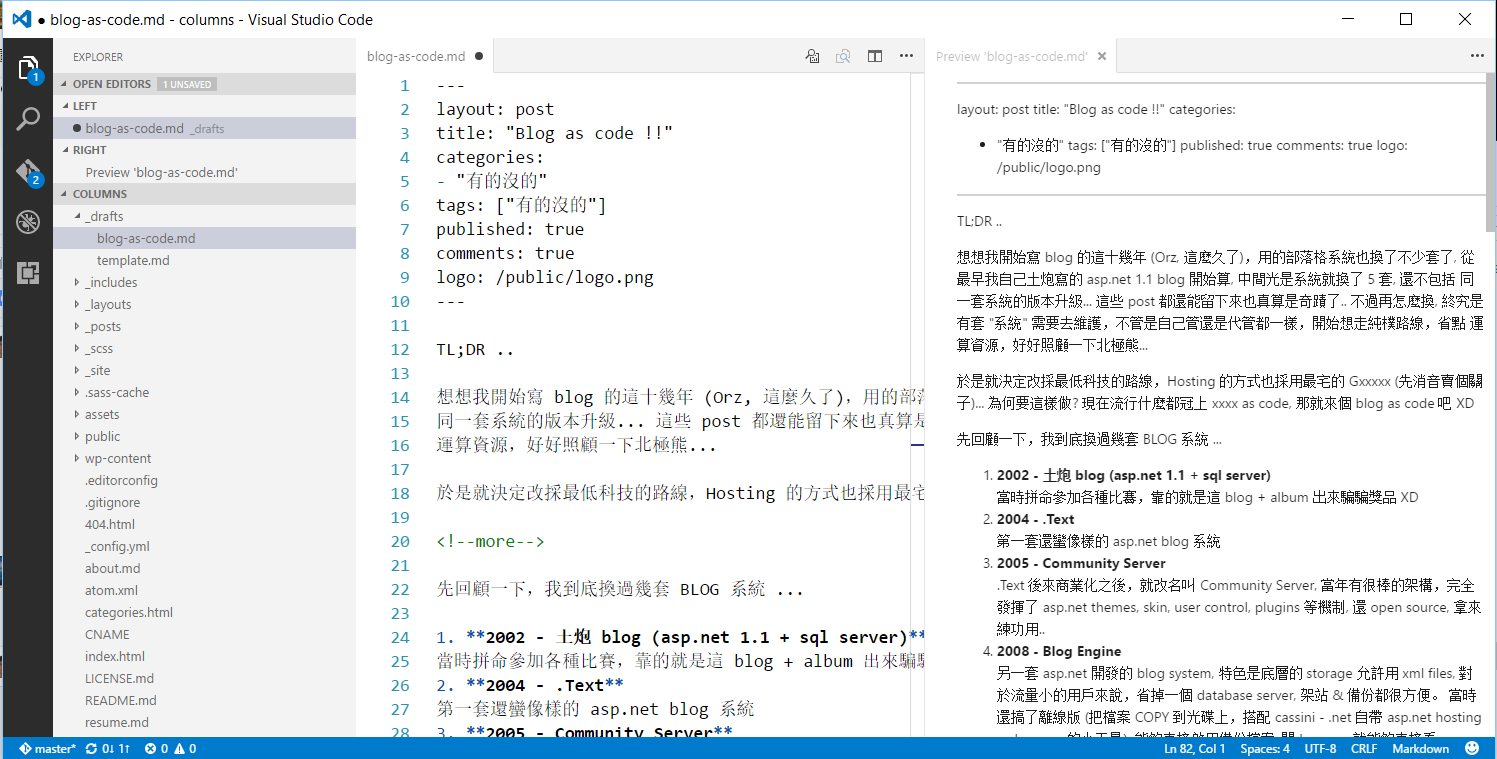 ● blog-as-code.md - columns - Visual Studio Code
EXPLORER
OPEN EDITORS 1 UNSAVED
LEFT
blog-as-code.md _drafts
RIGHT
Preview 'blog-as-code.md'
COLUMNS
_drafts
blog-as-code.md
template.md
_includes
_layouts
_posts
_scss
_site
.sass-cache
assets
public
wp-content
.editorconfig
.gitignore
404.html
_config.yml
about.md
atom.xml
categories.html
CNAME
index.html
LICENSE.md
README.md
resume.md
1
2
blog-as-code.md ●
1 ---
2 layout: post
3 title: "Blog as code !!"
4 categories:
5 - "有的沒的"
6 tags: ["有的沒的"]
7 published: true
8 comments: true
9 logo: /public/logo.png
10 ---
11
12 TL;DR ..
13
14 想想我開始寫 blog 的這十幾年 (Orz, 這麼久了), 用的部落
15 同一套系統的版本升級... 這些 post 都還能留下來也真算是
16 運算資源, 好好照顧一下北極熊...
17
18 於是就決定改採最低科技的路線, Hosting 的方式也採用最宅
19
20 <!--more-->
21
22 先回顧一下, 我到底換過幾套 BLOG 系統 ...
23
24 1. **2002 - 土炮 blog (asp.net 1.1 + sql server)**
25 當時拼命參加各種比賽, 靠的就是這 blog + album 出來騙騙
26 2. **2004 - .Text**
27 第一套還蠻像樣的 asp.net blog 系統
28 3. **2005 - Community Server**
Preview 'blog-as-code.md'
layout: post title: "Blog as code !!" categories:
• "有的沒的" tags: ["有的沒的"] published: true comments: true logo:
/public/logo.png
TL;DR ..
想想我開始寫 blog 的這十幾年 (Orz, 這麼久了), 用的部落格系統也換了不少套了, 從
最早我自己土炮寫的 asp.net 1.1 blog 開始算, 中間光是系統就換了 5 套, 還不包括 同
一套系統的版本升級... 這些 post 都還能留下來也真算是奇蹟了.. 不過再怎麼換, 終究是
有套 "系統" 需要去維護, 不管是自己管還是代管都一樣, 開始想走純樸路線, 省點 運
算資源, 好好照顧一下北極熊...
於是就決定改採最低科技的路線, Hosting 的方式也採用最宅的 Gxxxxx (先消音賣個關
子)... 為何要這樣做? 現在流行什麼都冠上 xxxx as code, 那就來個 blog as code 吧 XD
先回顧一下, 我到底換過幾套 BLOG 系統 ...
1. 2002 - 土炮 blog (asp.net 1.1 + sql server)
當時拼命參加各種比賽, 靠的就是這 blog + album 出來騙騙獎品 XD
2. 2004 - .Text
第一套還蠻像樣的 asp.net blog 系統
3. 2005 - Community Server
.Text 後來商業化之後, 就改名叫 Community Server, 當年有很棒的架構, 完全
發揮了 asp.net themes, skin, user control, plugins 等機制, 還 open source, 拿來
練功用..
4. 2008 - Blog Engine
另一套 asp.net 開發的 blog system, 特色是底層的 storage 允許用 xml files, 對
於流量小的用戶來說, 省掉一個 database server, 架站 & 備份都很方便。 當時
還搞了離線版 (把檔案 COPY 到光碟上, 搭配 cassini - .net 自帶 asp.net hosting
master* 0↓ 1↑ 0 0
Ln 82, Col 1 Spaces: 4 UTF-8 CRLF Markdown